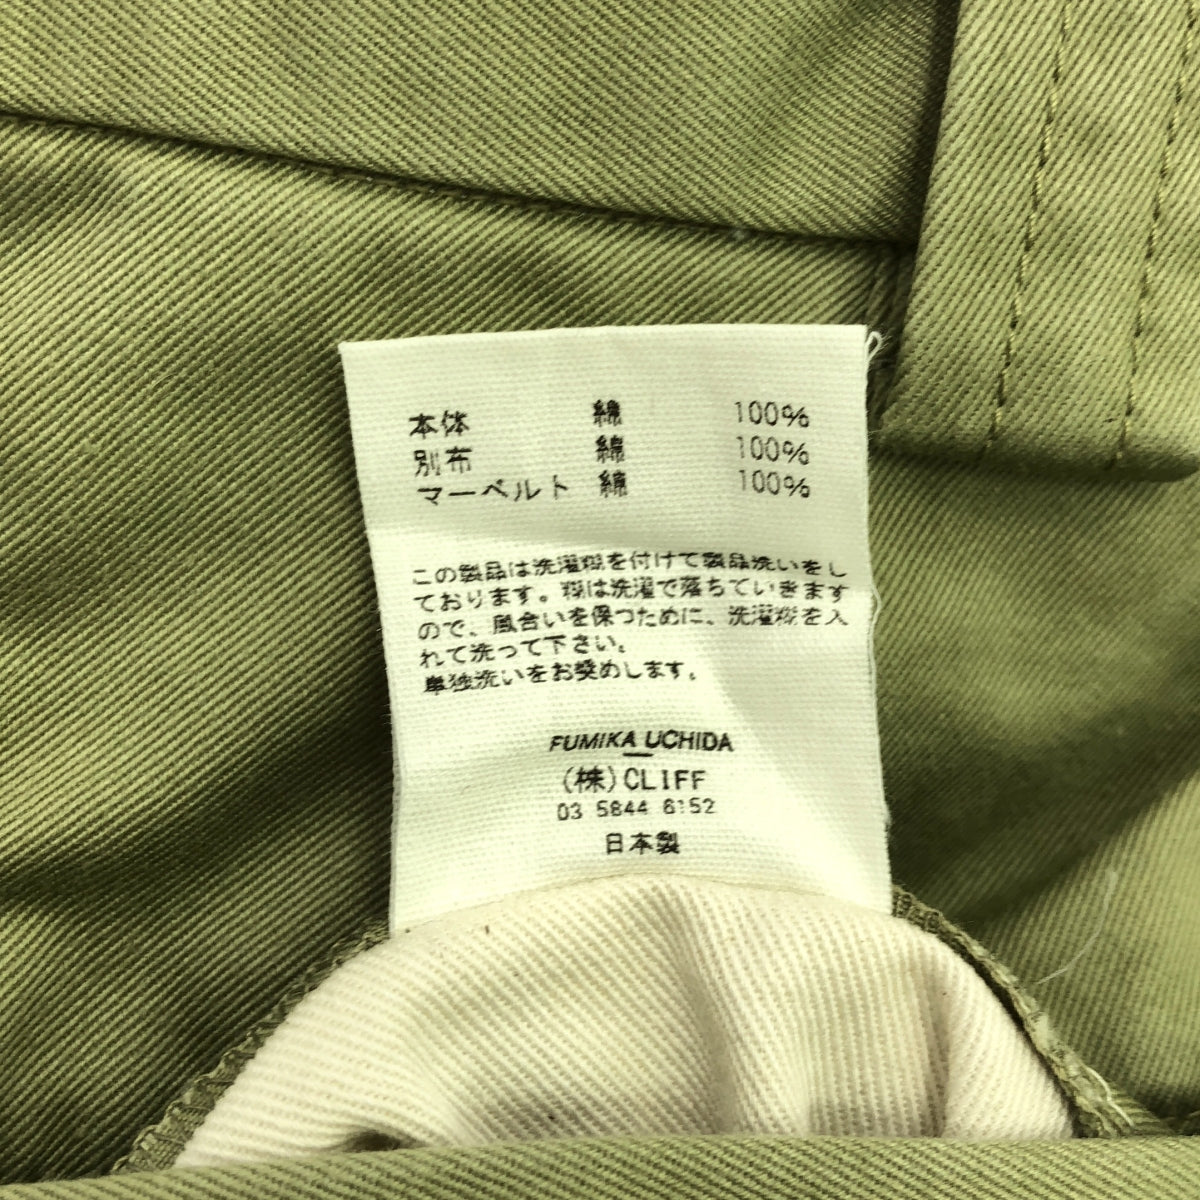 本体 綿 100%
別布 綿 100%
マーベルト 綿 100%
この製品は洗濯糊を付けて製品洗いをし
ております。糊は洗濯で落ちていきます
ので、風合いを保つために、洗濯糊を入
れて洗って下さい。
単独洗いをお奨めします。
FUMIKA_UCHIDA
(株)CLIFF
03 5844 6152
日本製